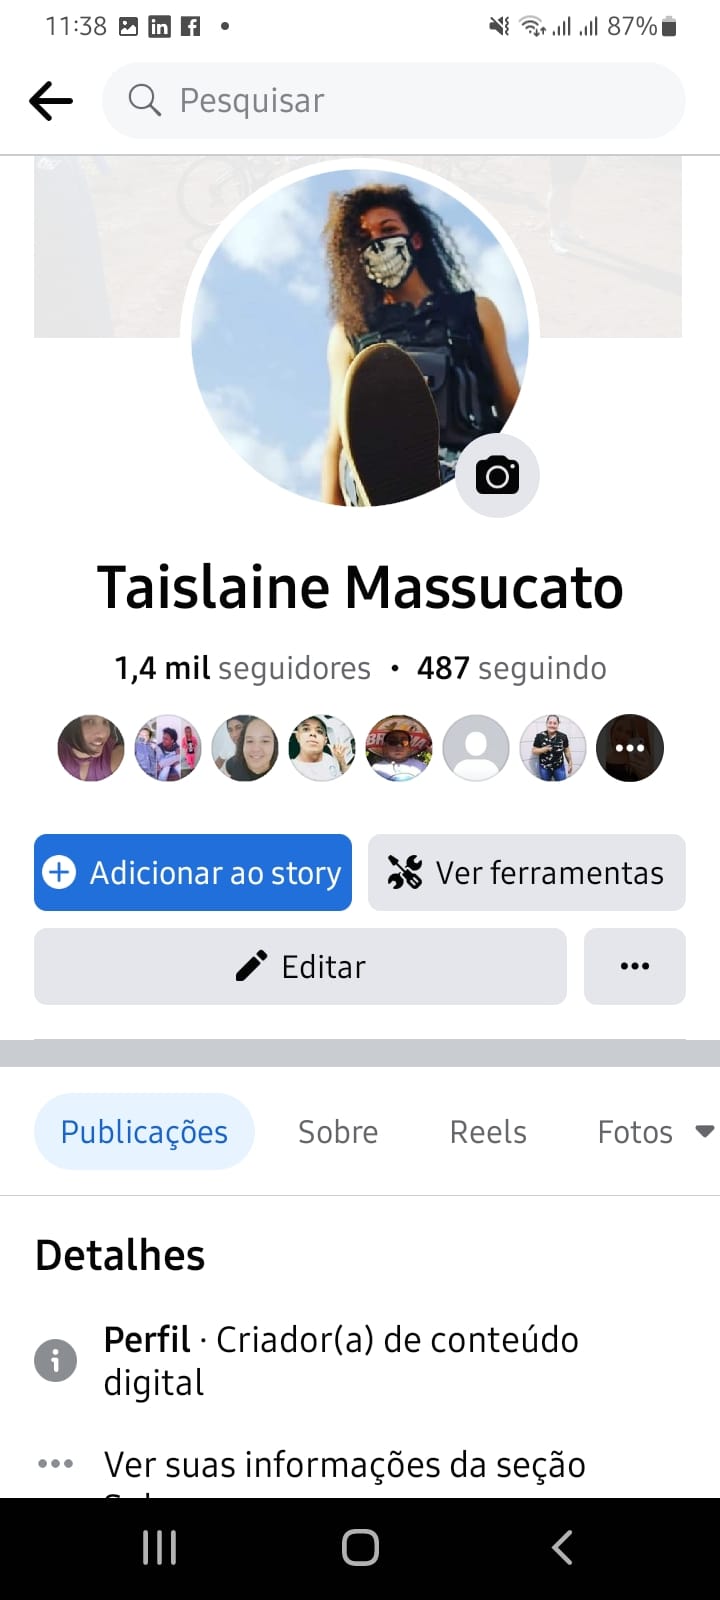 11:38
87%
Pesquisar
Taislaine Massucato
1,4 mil seguidores • 487 seguindo
Adicionar ao story
Ver ferramentas
Editar
Publicações
Sobre
Reels
Fotos
Detalhes
Perfil · Criador(a) de conteúdo
digital
Ver suas informações da seção